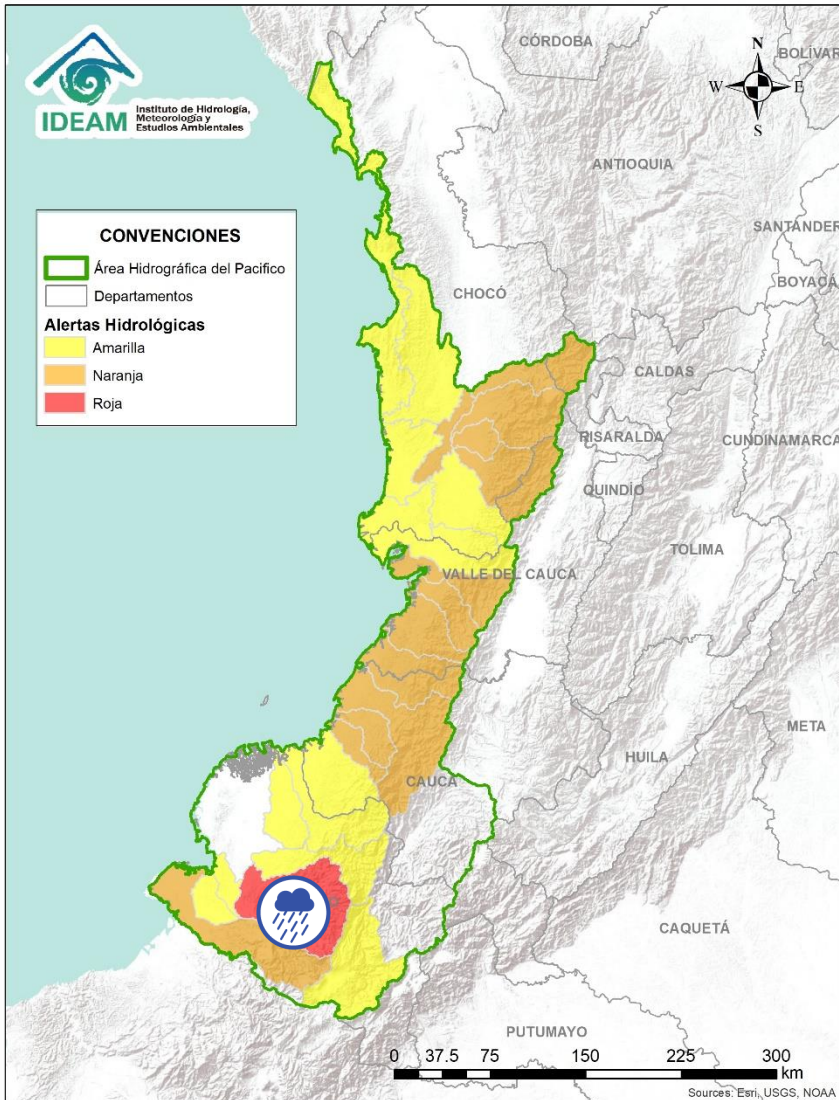 IDEAM
Instituto de Hidrología,
Meteorología y
Estudios Ambientales
N
W
E
S
CÓRDOBA
BOLÍVAR
ANTIOQUIA
SANTANDER
BOYACÁ
CHOCÓ
CALDAS
RISARALDA
CUNDINAMARCA
QUINDÍO
TOLIMA
VALLE DEL CAUCA
META
HUILA
CAUCA
CAQUETÁ
PUTUMAYO
CONVENCIONES
Área Hidrográfica del Pacifico
Departamentos
Alertas Hidrológicas
Amarilla
Naranja
Roja
0 37.5 75 150 225 300
km
Sources: Esri, USGS, NOAA